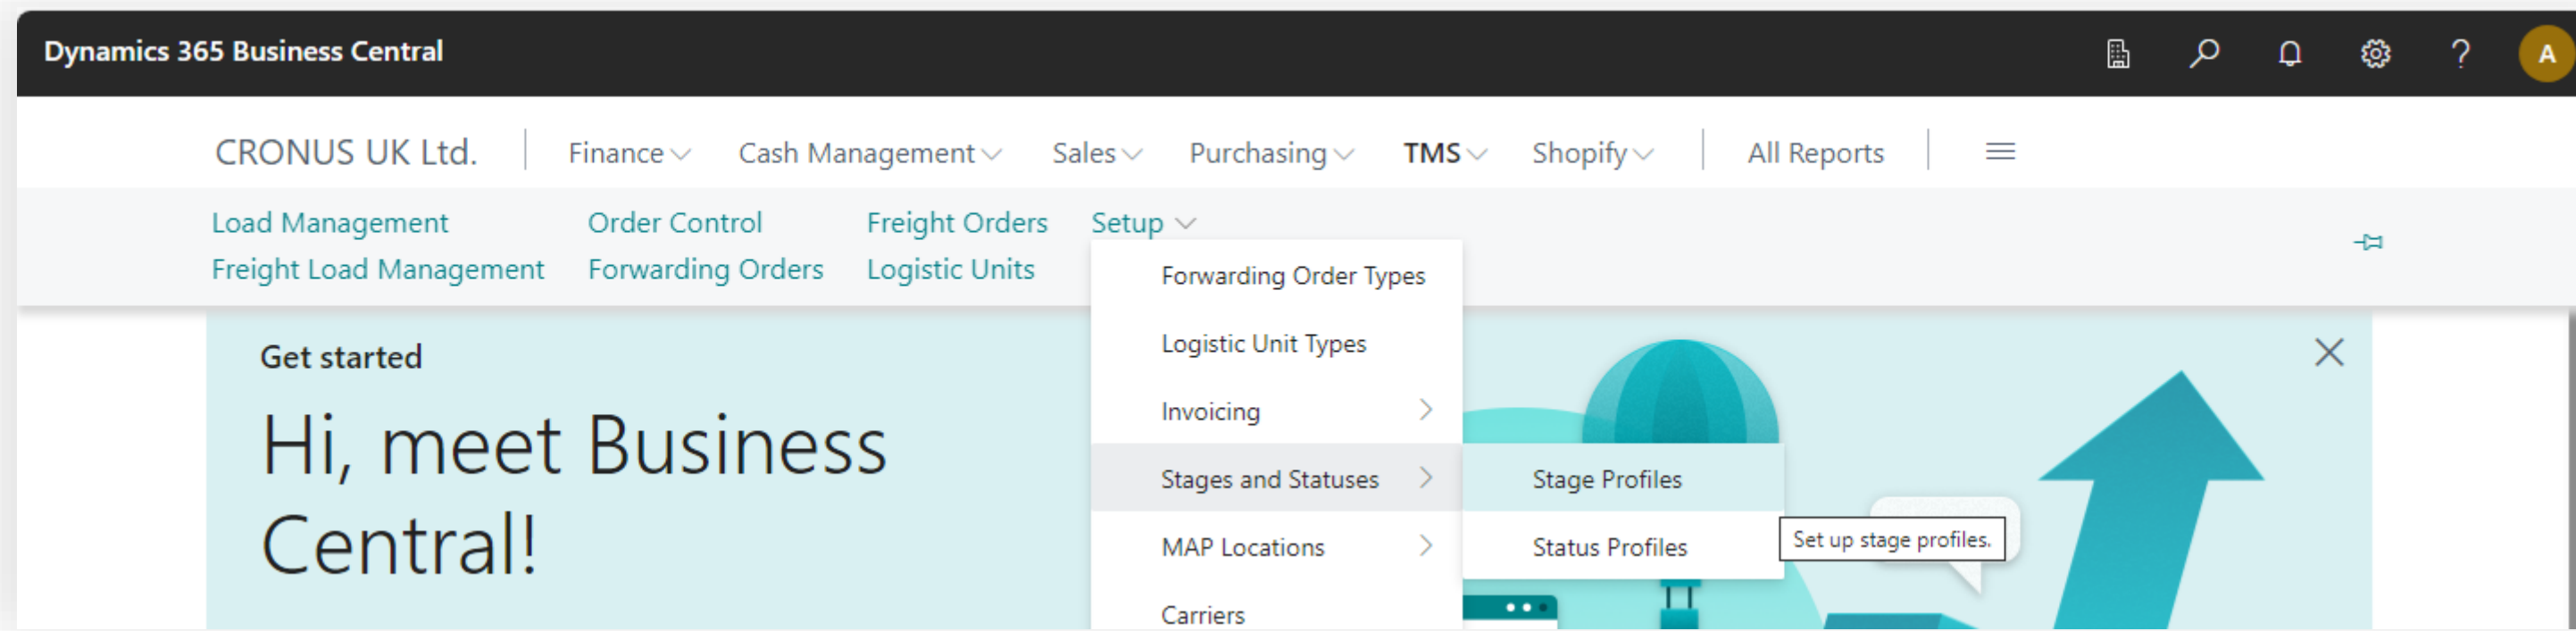 Dynamics 365 Business Central
A
CRONUS UK Ltd.
Finance
Cash Management
Sales
Purchasing
TMS
Shopify
All Reports
Load Management
Order Control
Freight Orders
Setup
Freight Load Management
Forwarding Orders
Logistic Units
Forwarding Order Types
Logistic Unit Types
Invoicing
Stages and Statuses
MAP Locations
Carriers
Stage Profiles
Status Profiles
Set up stage profiles.
Get started
Hi, meet Business
Central!